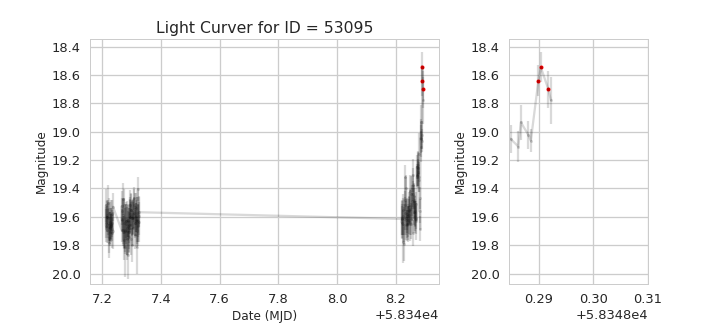 Light Curver for ID = 53095
18.4
18.6
18.8
19.0
19.2
19.4
19.6
19.8
20.0
Magnitude
7.2 7.4 7.6 7.8 8.0 8.2
Date (MJD)
+5.834e4
18.4
18.6
18.8
19.0
19.2
19.4
19.6
19.8
20.0
Magnitude
0.29 0.30 0.31
+5.8348e4